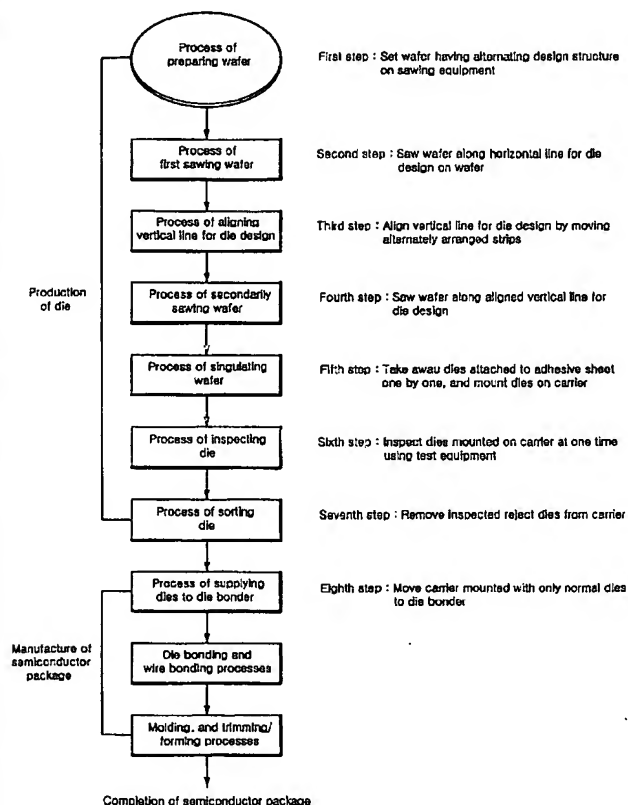 Process of
preparing wafer
First step : Set wafer having alternating design structure
on sawing equipment
Process of
first sawing wafer
Second step : Saw wafer along horizontal line for die
design on wafer
Process of aligning
vertical line for die design
Third step : Align vertical line for die design by moving
alternately arranged strips
Production
of die
Process of secondarily
sawing wafer
Fourth step : Saw wafer along aligned vertical line for
die design
Process of singulating
wafer
Fifth step : Take awau dies attached to adhesive sheet
one by one, and mount dies on carrier
Process of inspecting
die
Sixth step : Inspect dies mounted on carrier at one time
using test equipment
Process of sorting
die
Seventh step : Remove inspected reject dies from carrier
Process of supplying
dies to die bonder
Eighth step : Move carrier mounted with only normal dies
to die bonder
Manufacture of
semiconductor
package
Die bonding and
wire bonding processes
Molding, and trimming/
forming processes
Completion of semiconductor package